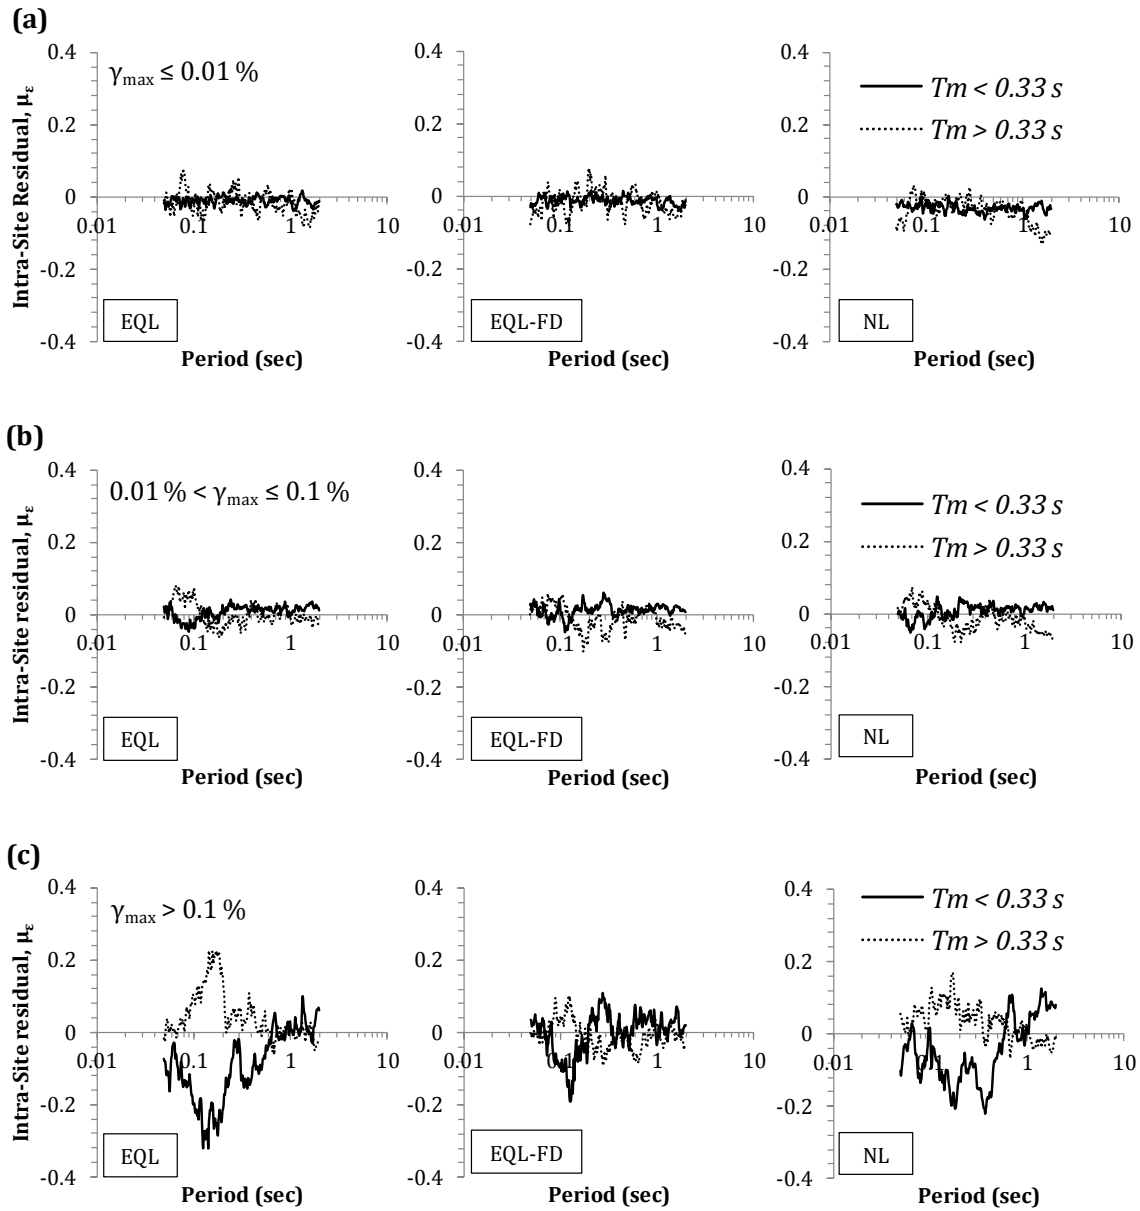 (a)
Intra-Site Residual, με
0.4
0.2
0
-0.2
-0.4
0.01
0.1
1
10
γmax ≤ 0.01 %
EQL
Period (sec)
0.4
0.2
0
-0.2
-0.4
0.01
0.1
1
10
EQL-FD
Period (sec)
0.4
0.2
0
-0.2
-0.4
0.01
0.1
1
10
Tm < 0.33 s
Tm > 0.33 s
NL
Period (sec)
(b)
Intra-Site residual, με
0.4
0.2
0
-0.2
-0.4
0.01
0.1
1
10
0.01 % < γmax ≤ 0.1 %
EQL
Period (sec)
0.4
0.2
0
-0.2
-0.4
0.01
0.1
1
10
EQL-FD
Period (sec)
0.4
0.2
0
-0.2
-0.4
0.01
0.1
1
10
Tm < 0.33 s
Tm > 0.33 s
NL
Period (sec)
(c)
Intra-Site residual, με
0.4
0.2
0
-0.2
-0.4
0.01
0.1
1
10
γmax > 0.1 %
EQL
Period (sec)
0.4
0.2
0
-0.2
-0.4
0.01
0.1
1
10
EQL-FD
Period (sec)
0.4
0.2
0
-0.2
-0.4
0.01
0.1
1
10
Tm < 0.33 s
Tm > 0.33 s
NL
Period (sec)